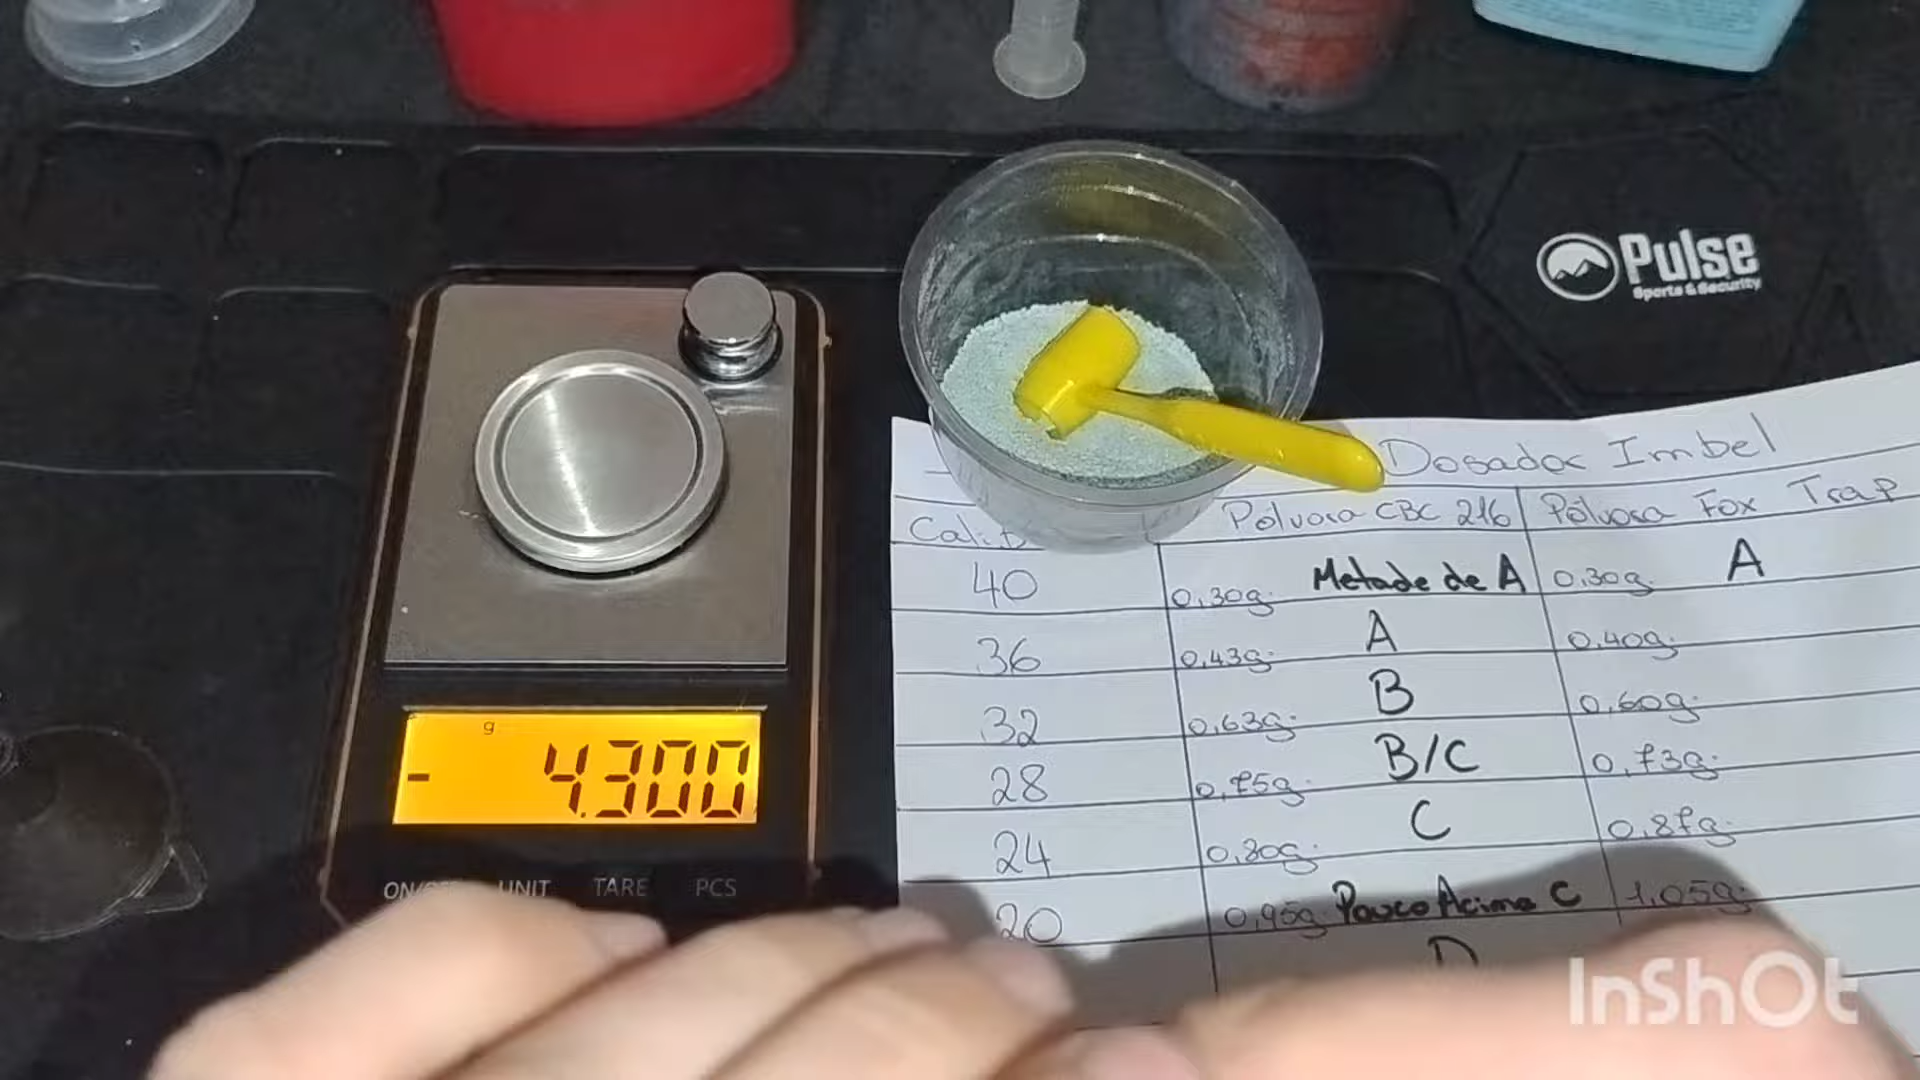 Pulse
Sports & Security
Dosador Imbel
Pólvora CBC 216 Pólvora Fox Trap
40 0,30g. Metade de A 0,30g. A
36 0,43g. A 0,40g.
32 0,63g. B 0,60g.
28 0,75g. B/C 0,73g.
24 0,80g. C 0,87g.
20 0,95g. Pouco Acima C 1,05g.
D
g
- 4.300
UNIT TARE PCS
InShOt